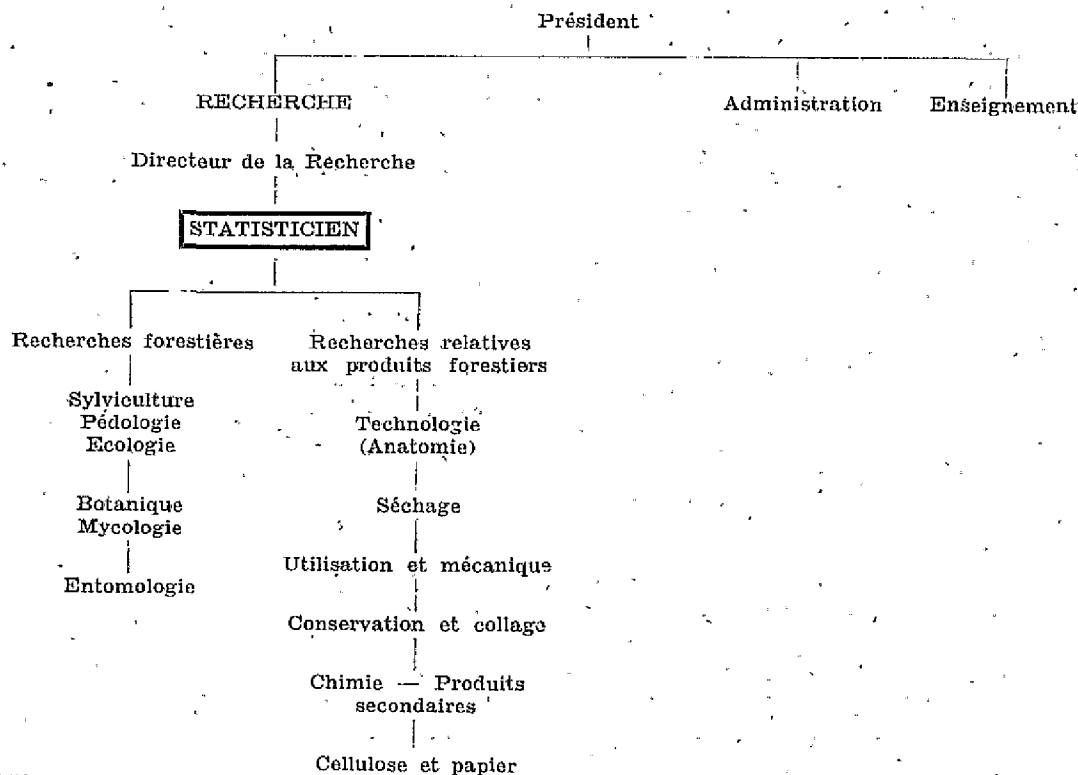 Président
RECHERCHE
Administration
Enseignement
Directeur de la Recherche
STATISTICIEN
Recherches forestières
Recherches relatives
aux produits forestiers
Sylviculture
Pédologie
Ecologie
Technologie
(Anatomie)
Botanique
Mycologie
Séchage
Entomologie
Utilisation et mécanique
Conservation et collage
Chimie — Produits
secondaires
Cellulose et papier